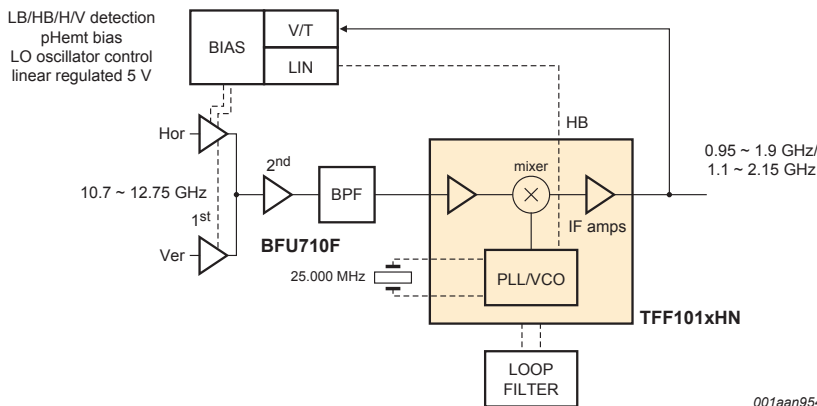 LB/HB/H/V detection
pHemt bias
LO oscillator control
linear regulated 5 V
BIAS
V/T
LIN
Hor
HB
0.95 ~ 1.9 GHz/
1.1 ~ 2.15 GHz
2nd
mixer
10.7 ~ 12.75 GHz
BPF
1st
IF amps
BFU710F
Ver
25.000 MHz
PLL/VCO
TFF101xHN
LOOP
FILTER
001aan954